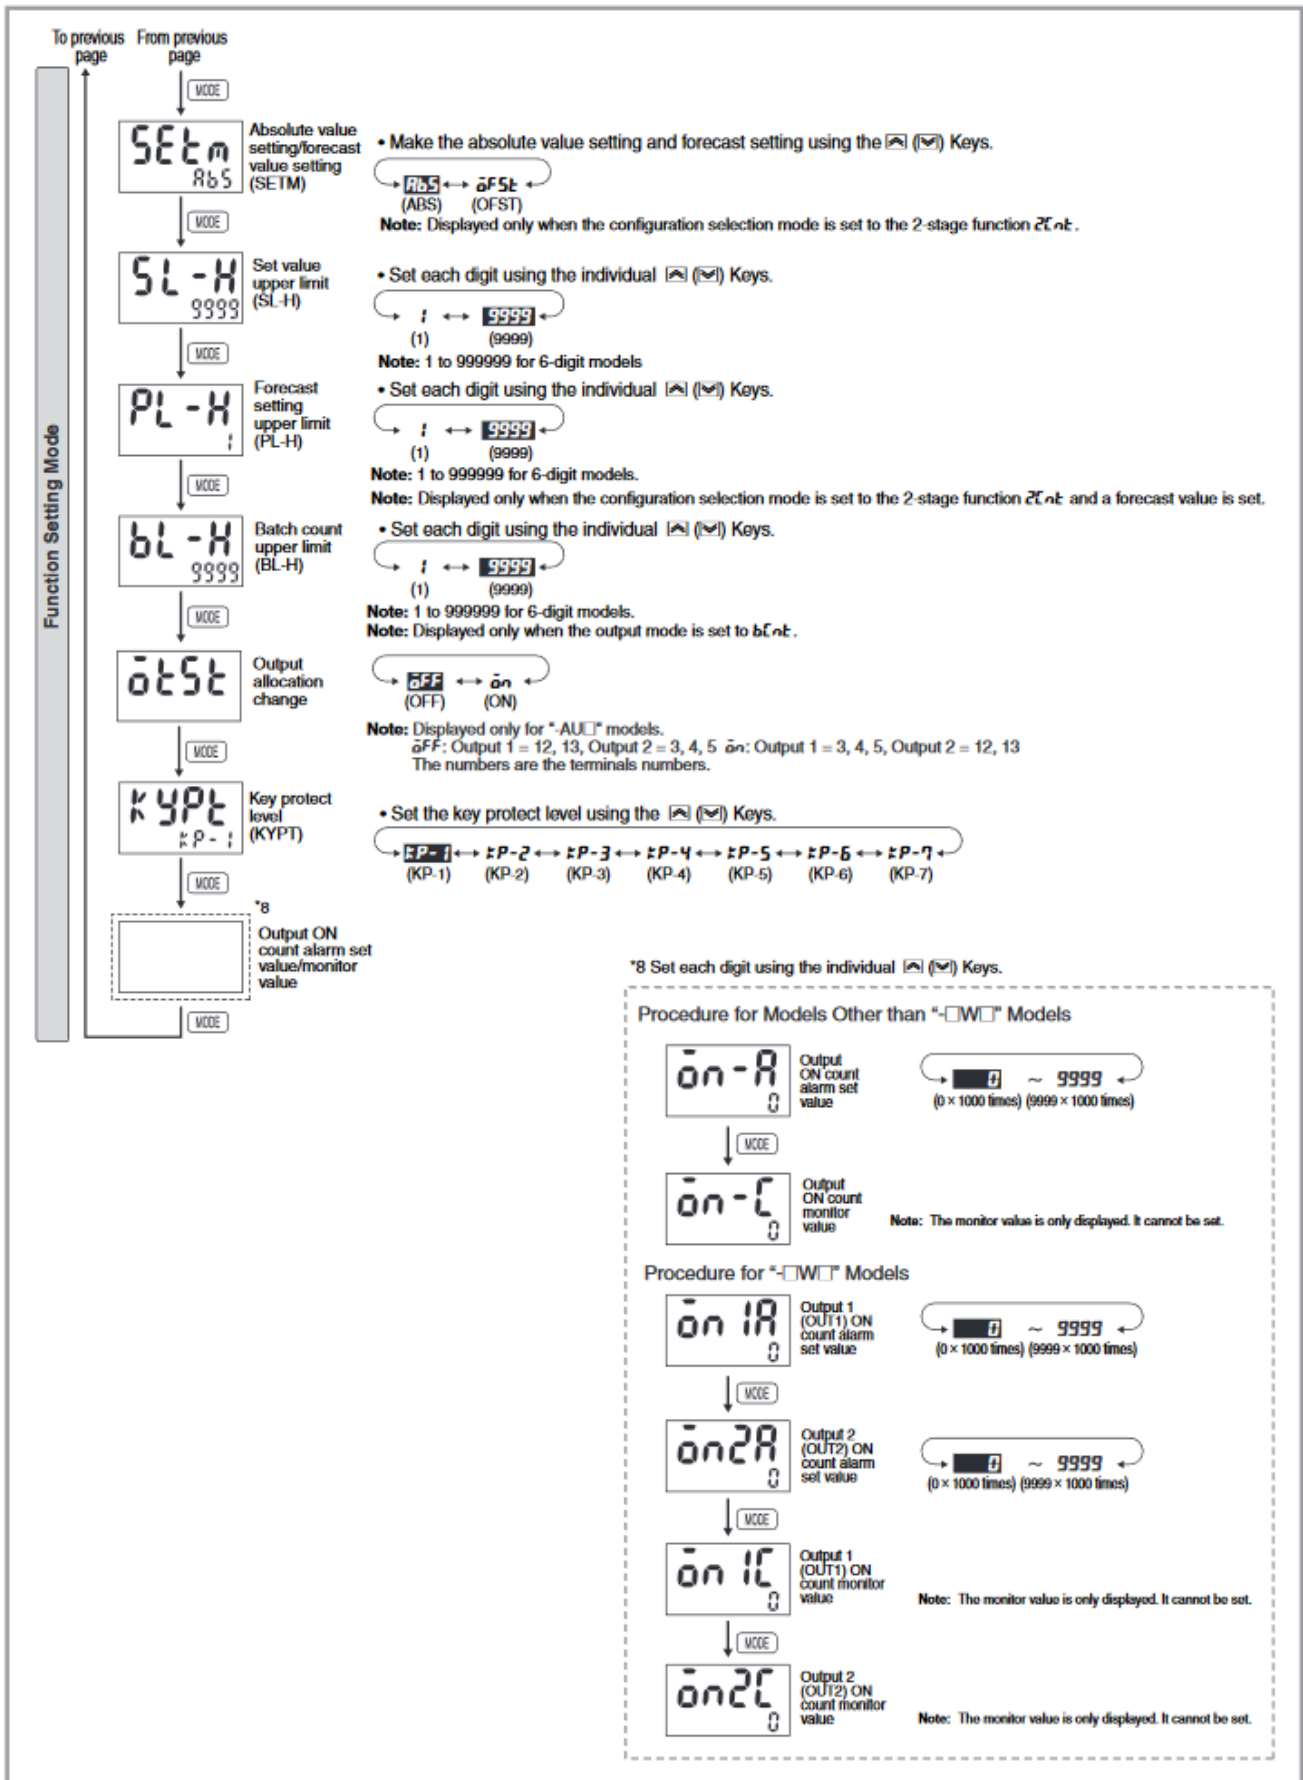 To previous page
From previous page
Function Setting Mode
MODE
SEtm
AbS
Absolute value setting/forecast value setting (SETM)
• Make the absolute value setting and forecast setting using the (  ) Keys.
AbS ōFSt
(ABS) (OFST)
Note: Displayed only when the configuration selection mode is set to the 2-stage function 2Cnt.
MODE
SL-H
9999
Set value upper limit (SL-H)
• Set each digit using the individual (  ) Keys.
1 9999
(1) (9999)
Note: 1 to 999999 for 6-digit models
MODE
PL-H
1
Forecast setting upper limit (PL-H)
• Set each digit using the individual (  ) Keys.
1 9999
(1) (9999)
Note: 1 to 999999 for 6-digit models.
Note: Displayed only when the configuration selection mode is set to the 2-stage function 2Cnt and a forecast value is set.
MODE
bL-H
9999
Batch count upper limit (BL-H)
• Set each digit using the individual (  ) Keys.
1 9999
(1) (9999)
Note: 1 to 999999 for 6-digit models.
Note: Displayed only when the output mode is set to bCnt.
MODE
ōtSt
Output allocation change
ōFF ōn
(OFF) (ON)
Note: Displayed only for "-AU□" models.
ōFF: Output 1 = 12, 13, Output 2 = 3, 4, 5 ōn: Output 1 = 3, 4, 5, Output 2 = 12, 13
The numbers are the terminals numbers.
MODE
KYPt
KP-1
Key protect level (KYPT)
• Set the key protect level using the (  ) Keys.
KP-1 KP-2 KP-3 KP-4 KP-5 KP-6 KP-7
(KP-1) (KP-2) (KP-3) (KP-4) (KP-5) (KP-6) (KP-7)
MODE
*8
Output ON count alarm set value/monitor value
MODE
*8 Set each digit using the individual (  ) Keys.
Procedure for Models Other than "-□W□" Models
ōn-A
0
Output ON count alarm set value
0 ~ 9999
(0 × 1000 times) (9999 × 1000 times)
MODE
ōn-C
0
Output ON count monitor value
Note: The monitor value is only displayed. It cannot be set.
Procedure for "-□W□" Models
ōn1A
0
Output 1 (OUT1) ON count alarm set value
0 ~ 9999
(0 × 1000 times) (9999 × 1000 times)
MODE
ōn2A
0
Output 2 (OUT2) ON count alarm set value
0 ~ 9999
(0 × 1000 times) (9999 × 1000 times)
MODE
ōn1C
0
Output 1 (OUT1) ON count monitor value
Note: The monitor value is only displayed. It cannot be set.
MODE
ōn2C
0
Output 2 (OUT2) ON count monitor value
Note: The monitor value is only displayed. It cannot be set.